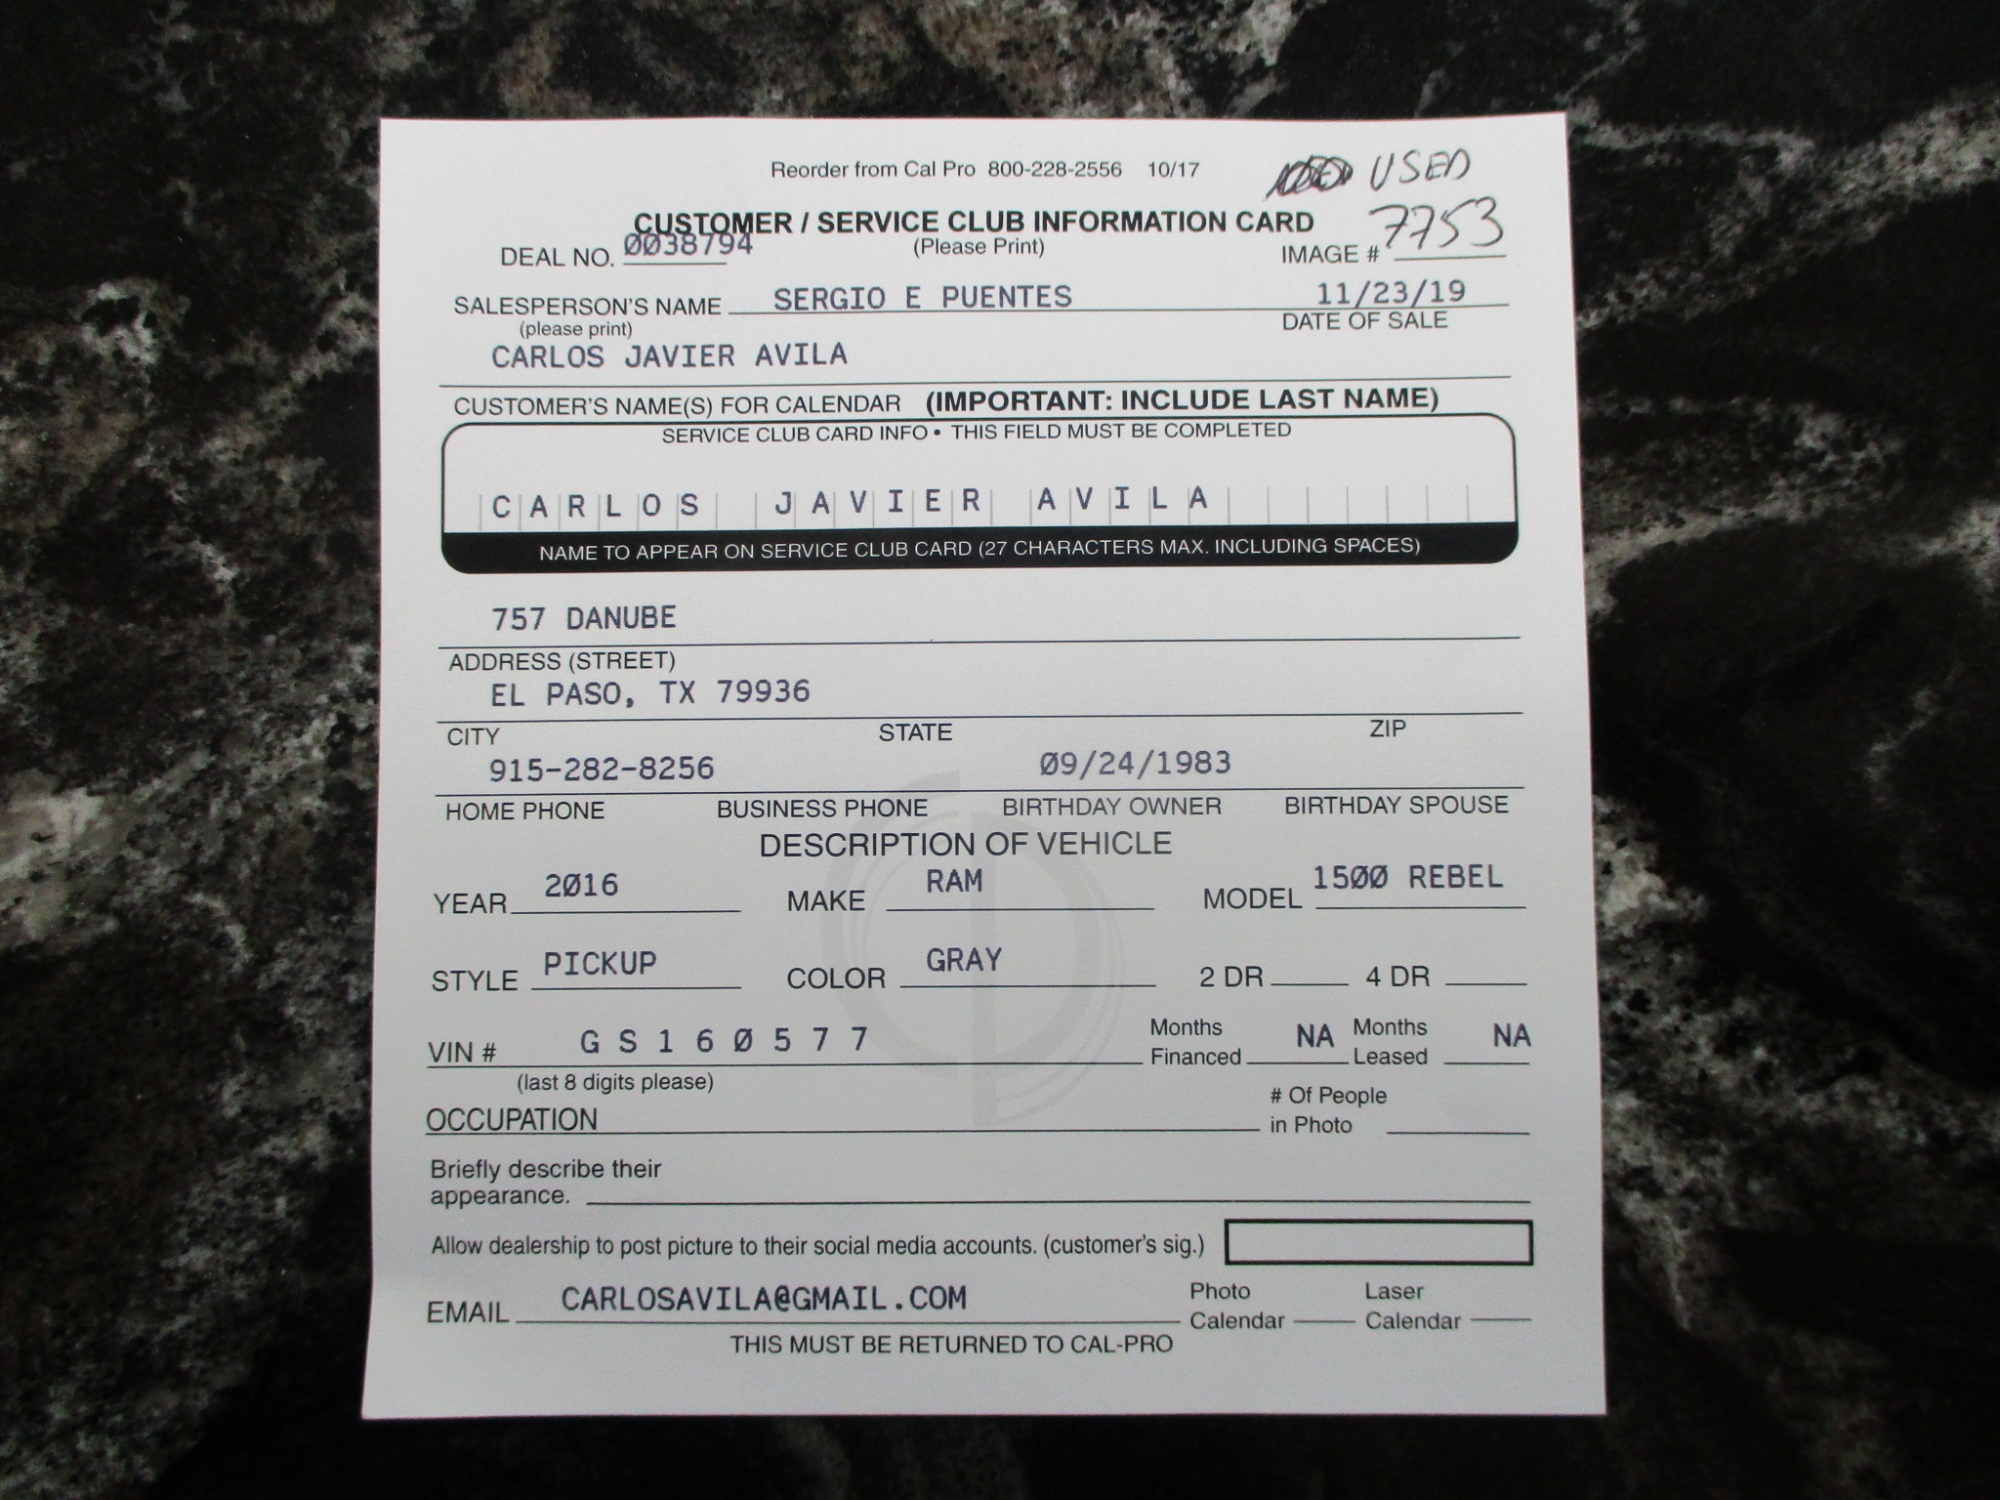 Reorder from Cal Pro 800-228-2556 10/17
USED
CUSTOMER / SERVICE CLUB INFORMATION CARD
DEAL NO. 0038794 (Please Print) IMAGE # 7753
SALESPERSON'S NAME SERGIO E PUENTES 11/23/19
(please print) DATE OF SALE
CARLOS JAVIER AVILA
CUSTOMER'S NAME(S) FOR CALENDAR (IMPORTANT: INCLUDE LAST NAME)
SERVICE CLUB CARD INFO • THIS FIELD MUST BE COMPLETED
CARLOS JAVIER AVILA
NAME TO APPEAR ON SERVICE CLUB CARD (27 CHARACTERS MAX. INCLUDING SPACES)
757 DANUBE
ADDRESS (STREET)
EL PASO, TX 79936
CITY STATE ZIP
915-282-8256 09/24/1983
HOME PHONE BUSINESS PHONE BIRTHDAY OWNER BIRTHDAY SPOUSE
DESCRIPTION OF VEHICLE
YEAR 2016 MAKE RAM MODEL 1500 REBEL
STYLE PICKUP COLOR GRAY 2 DR 4 DR
VIN # GS160577 Months Financed NA Months Leased NA
(last 8 digits please)
OCCUPATION # Of People in Photo
Briefly describe their
appearance.
Allow dealership to post picture to their social media accounts. (customer's sig.)
EMAIL CARLOSAVILA@GMAIL.COM Photo Calendar Laser Calendar
THIS MUST BE RETURNED TO CAL-PRO